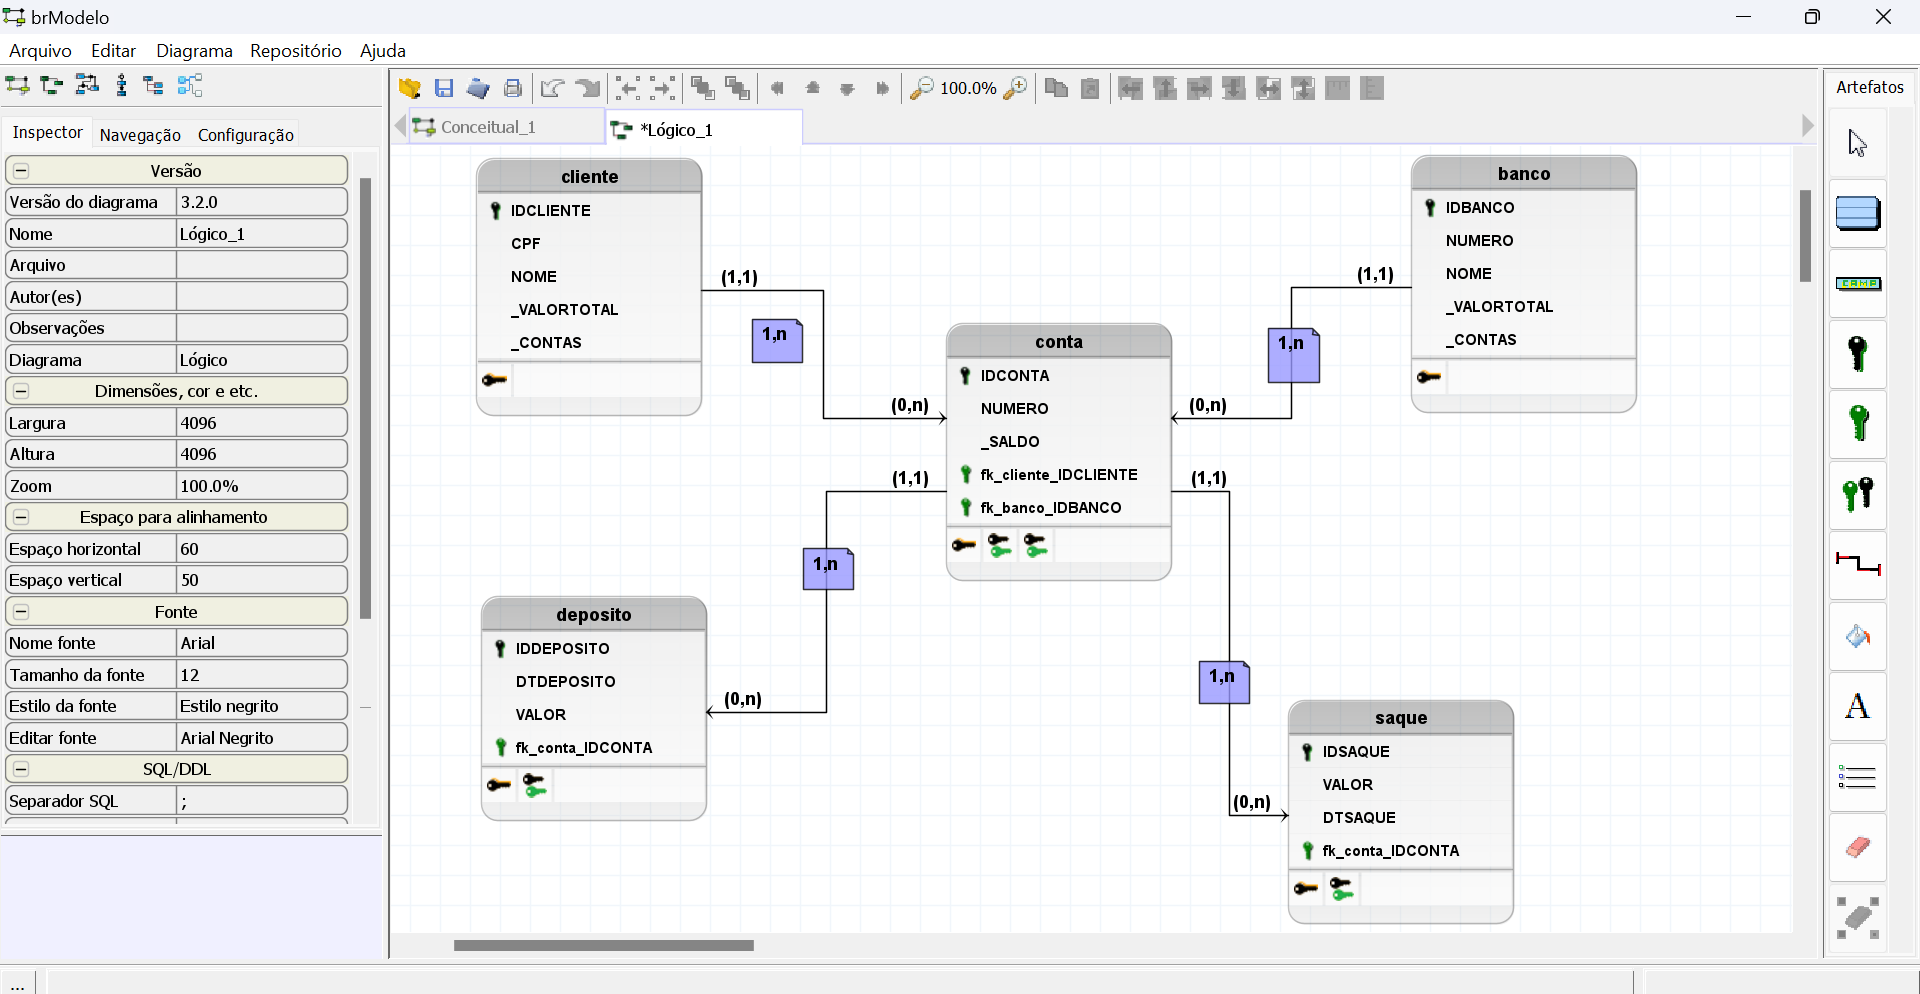 brModelo
Arquivo Editar Diagrama Repositório Ajuda
100.0%
Artefatos
Conceitual_1 *Lógico_1
Inspector Navegação Configuração
Versão
Versão do diagrama 3.2.0
Nome Lógico_1
Arquivo
Autor(es)
Observações
Diagrama Lógico
Dimensões, cor e etc.
Largura 4096
Altura 4096
Zoom 100.0%
Espaço para alinhamento
Espaço horizontal 60
Espaço vertical 50
Fonte
Nome fonte Arial
Tamanho da fonte 12
Estilo da fonte Estilo negrito
Editar fonte Arial Negrito
SQL/DDL
Separador SQL ;
...
cliente
IDCLIENTE
CPF
NOME
_VALORTOTAL
_CONTAS
(1,1)
1,n
(0,n)
banco
IDBANCO
NUMERO
NOME
_VALORTOTAL
_CONTAS
(1,1)
1,n
(0,n)
conta
IDCONTA
NUMERO
_SALDO
fk_cliente_IDCLIENTE
fk_banco_IDBANCO
(1,1)
1,n
(0,n)
deposito
IDDEPOSITO
DTDEPOSITO
VALOR
fk_conta_IDCONTA
(1,1)
1,n
(0,n)
saque
IDSAQUE
VALOR
DTSAQUE
fk_conta_IDCONTA
CAMP
A